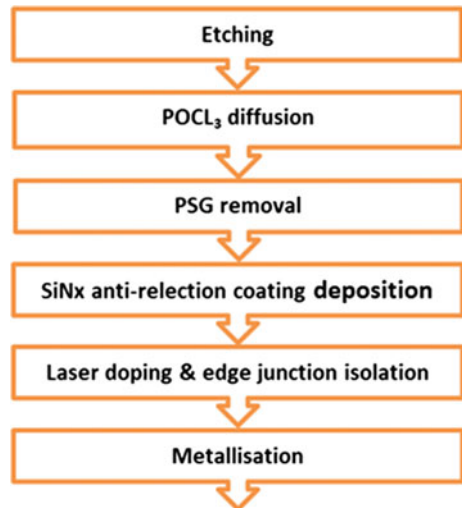 Etching
POCL₃ diffusion
PSG removal
SiNx anti-relection coating deposition
Laser doping & edge junction isolation
Metallisation